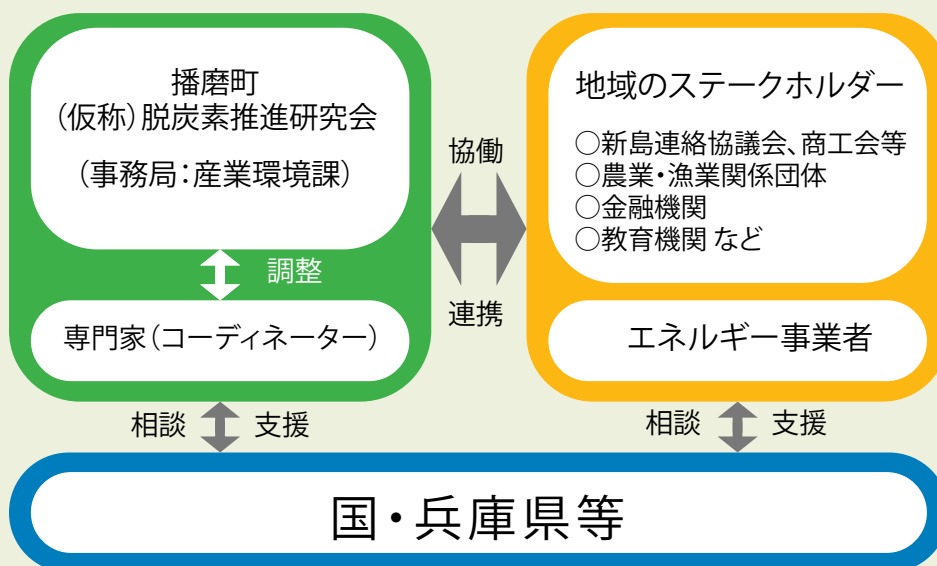 播磨町
(仮称)脱炭素推進研究会
(事務局:産業環境課)
調整
専門家(コーディネーター)
協働
連携
地域のステークホルダー
○新島連絡協議会、商工会等
○農業・漁業関係団体
○金融機関
○教育機関 など
エネルギー事業者
相談 支援
相談 支援
国・兵庫県等